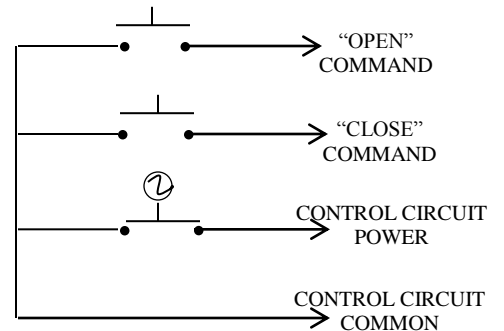 “OPEN”
COMMAND
“CLOSE”
COMMAND
CONTROL CIRCUIT
POWER
CONTROL CIRCUIT
COMMON